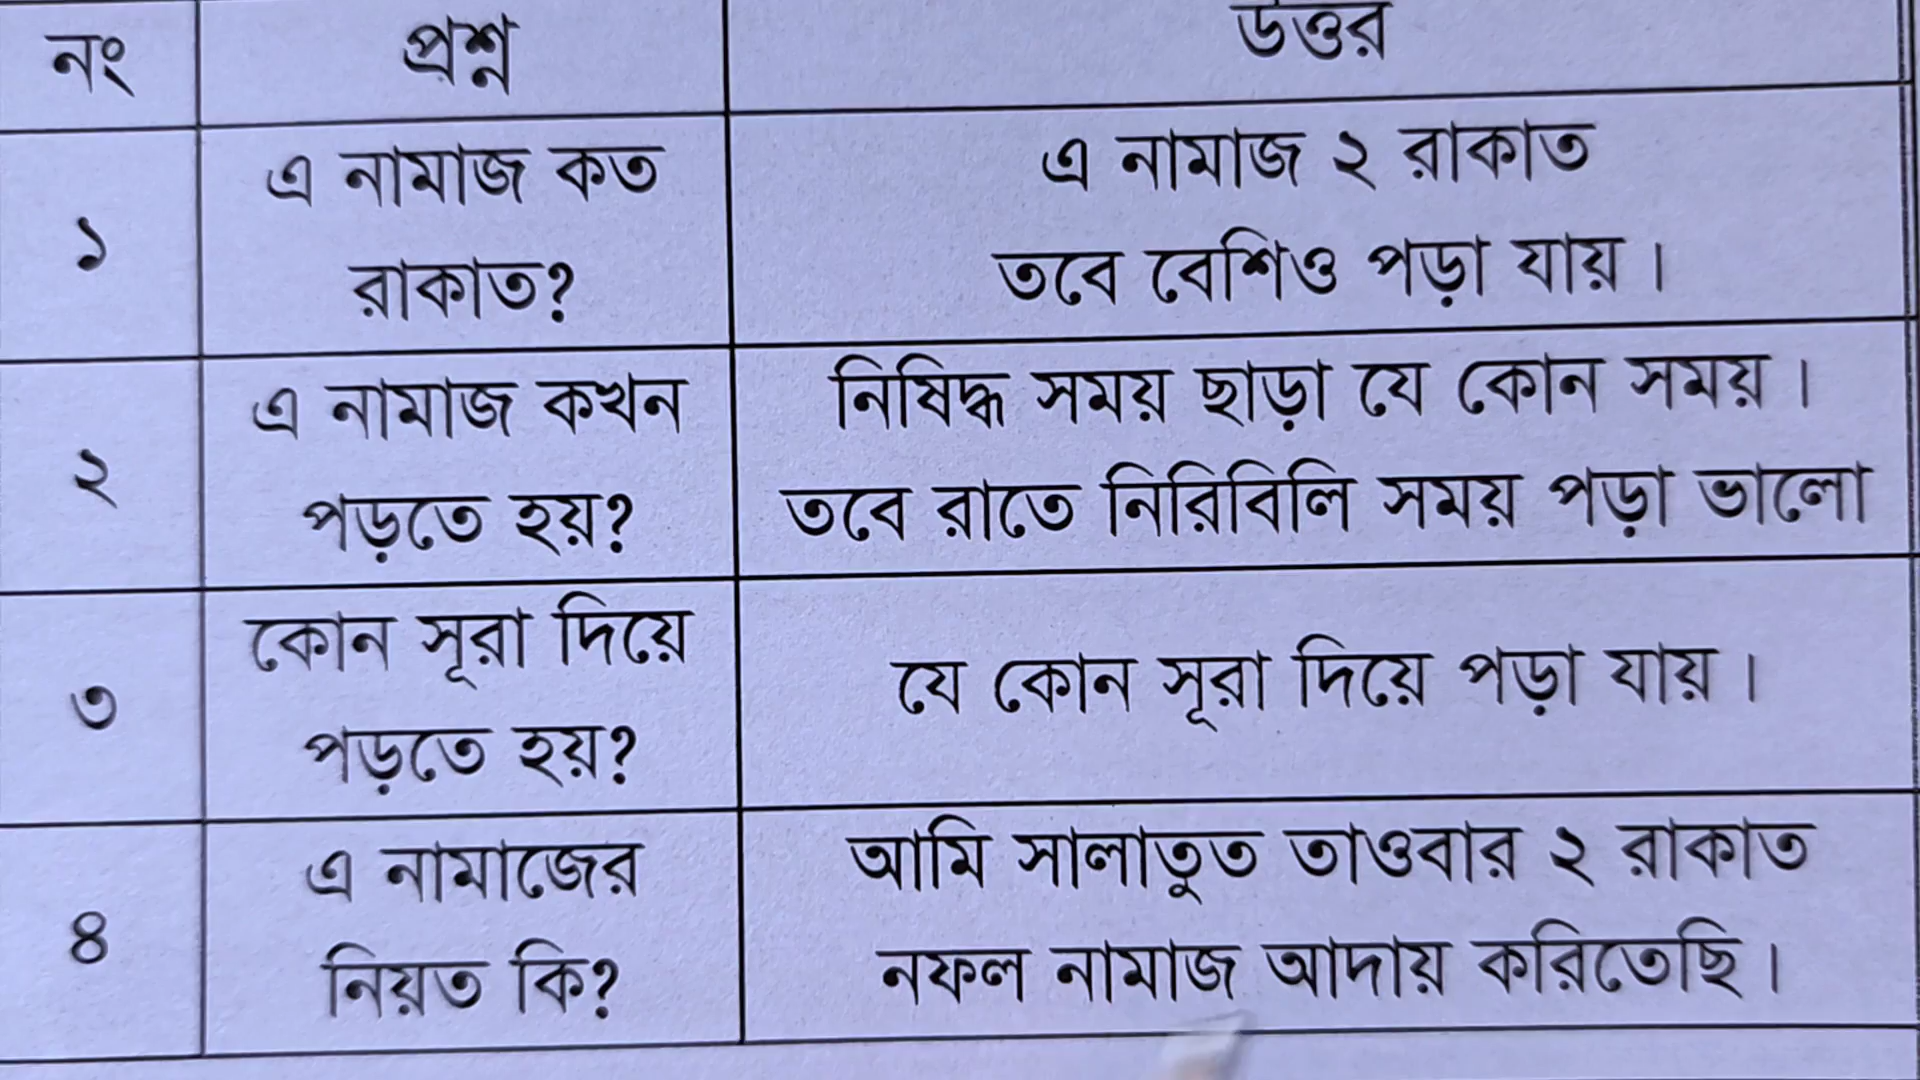 নং প্রশ্ন উত্তর
১
এ নামাজ কত
রাকাত?
এ নামাজ ২ রাকাত
তবে বেশিও পড়া যায়।
২
এ নামাজ কখন
পড়তে হয়?
নিষিদ্ধ সময় ছাড়া যে কোন সময়।
তবে রাতে নিরিবিলি সময় পড়া ভালো
৩
কোন সূরা দিয়ে
পড়তে হয়?
যে কোন সূরা দিয়ে পড়া যায়।
৪
এ নামাজের
নিয়ত কি?
আমি সালাতুত তাওবার ২ রাকাত
নফল নামাজ আদায় করিতেছি।